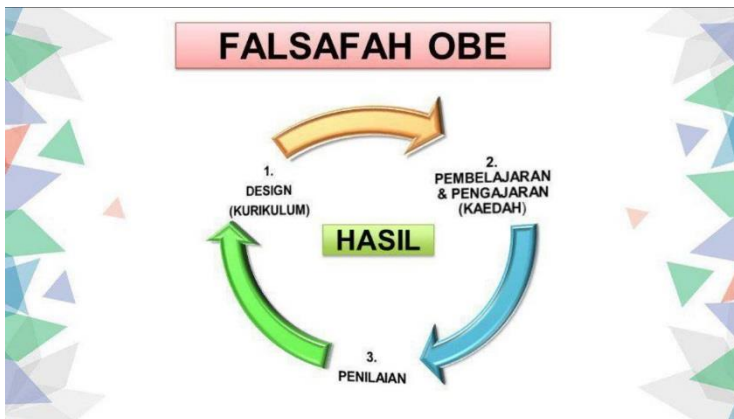 FALSAFAH OBE
1.
DESIGN
(KURIKULUM)
2.
PEMBELAJARAN
& PENGAJARAN
(KAEDAH)
HASIL
3.
PENILAIAN